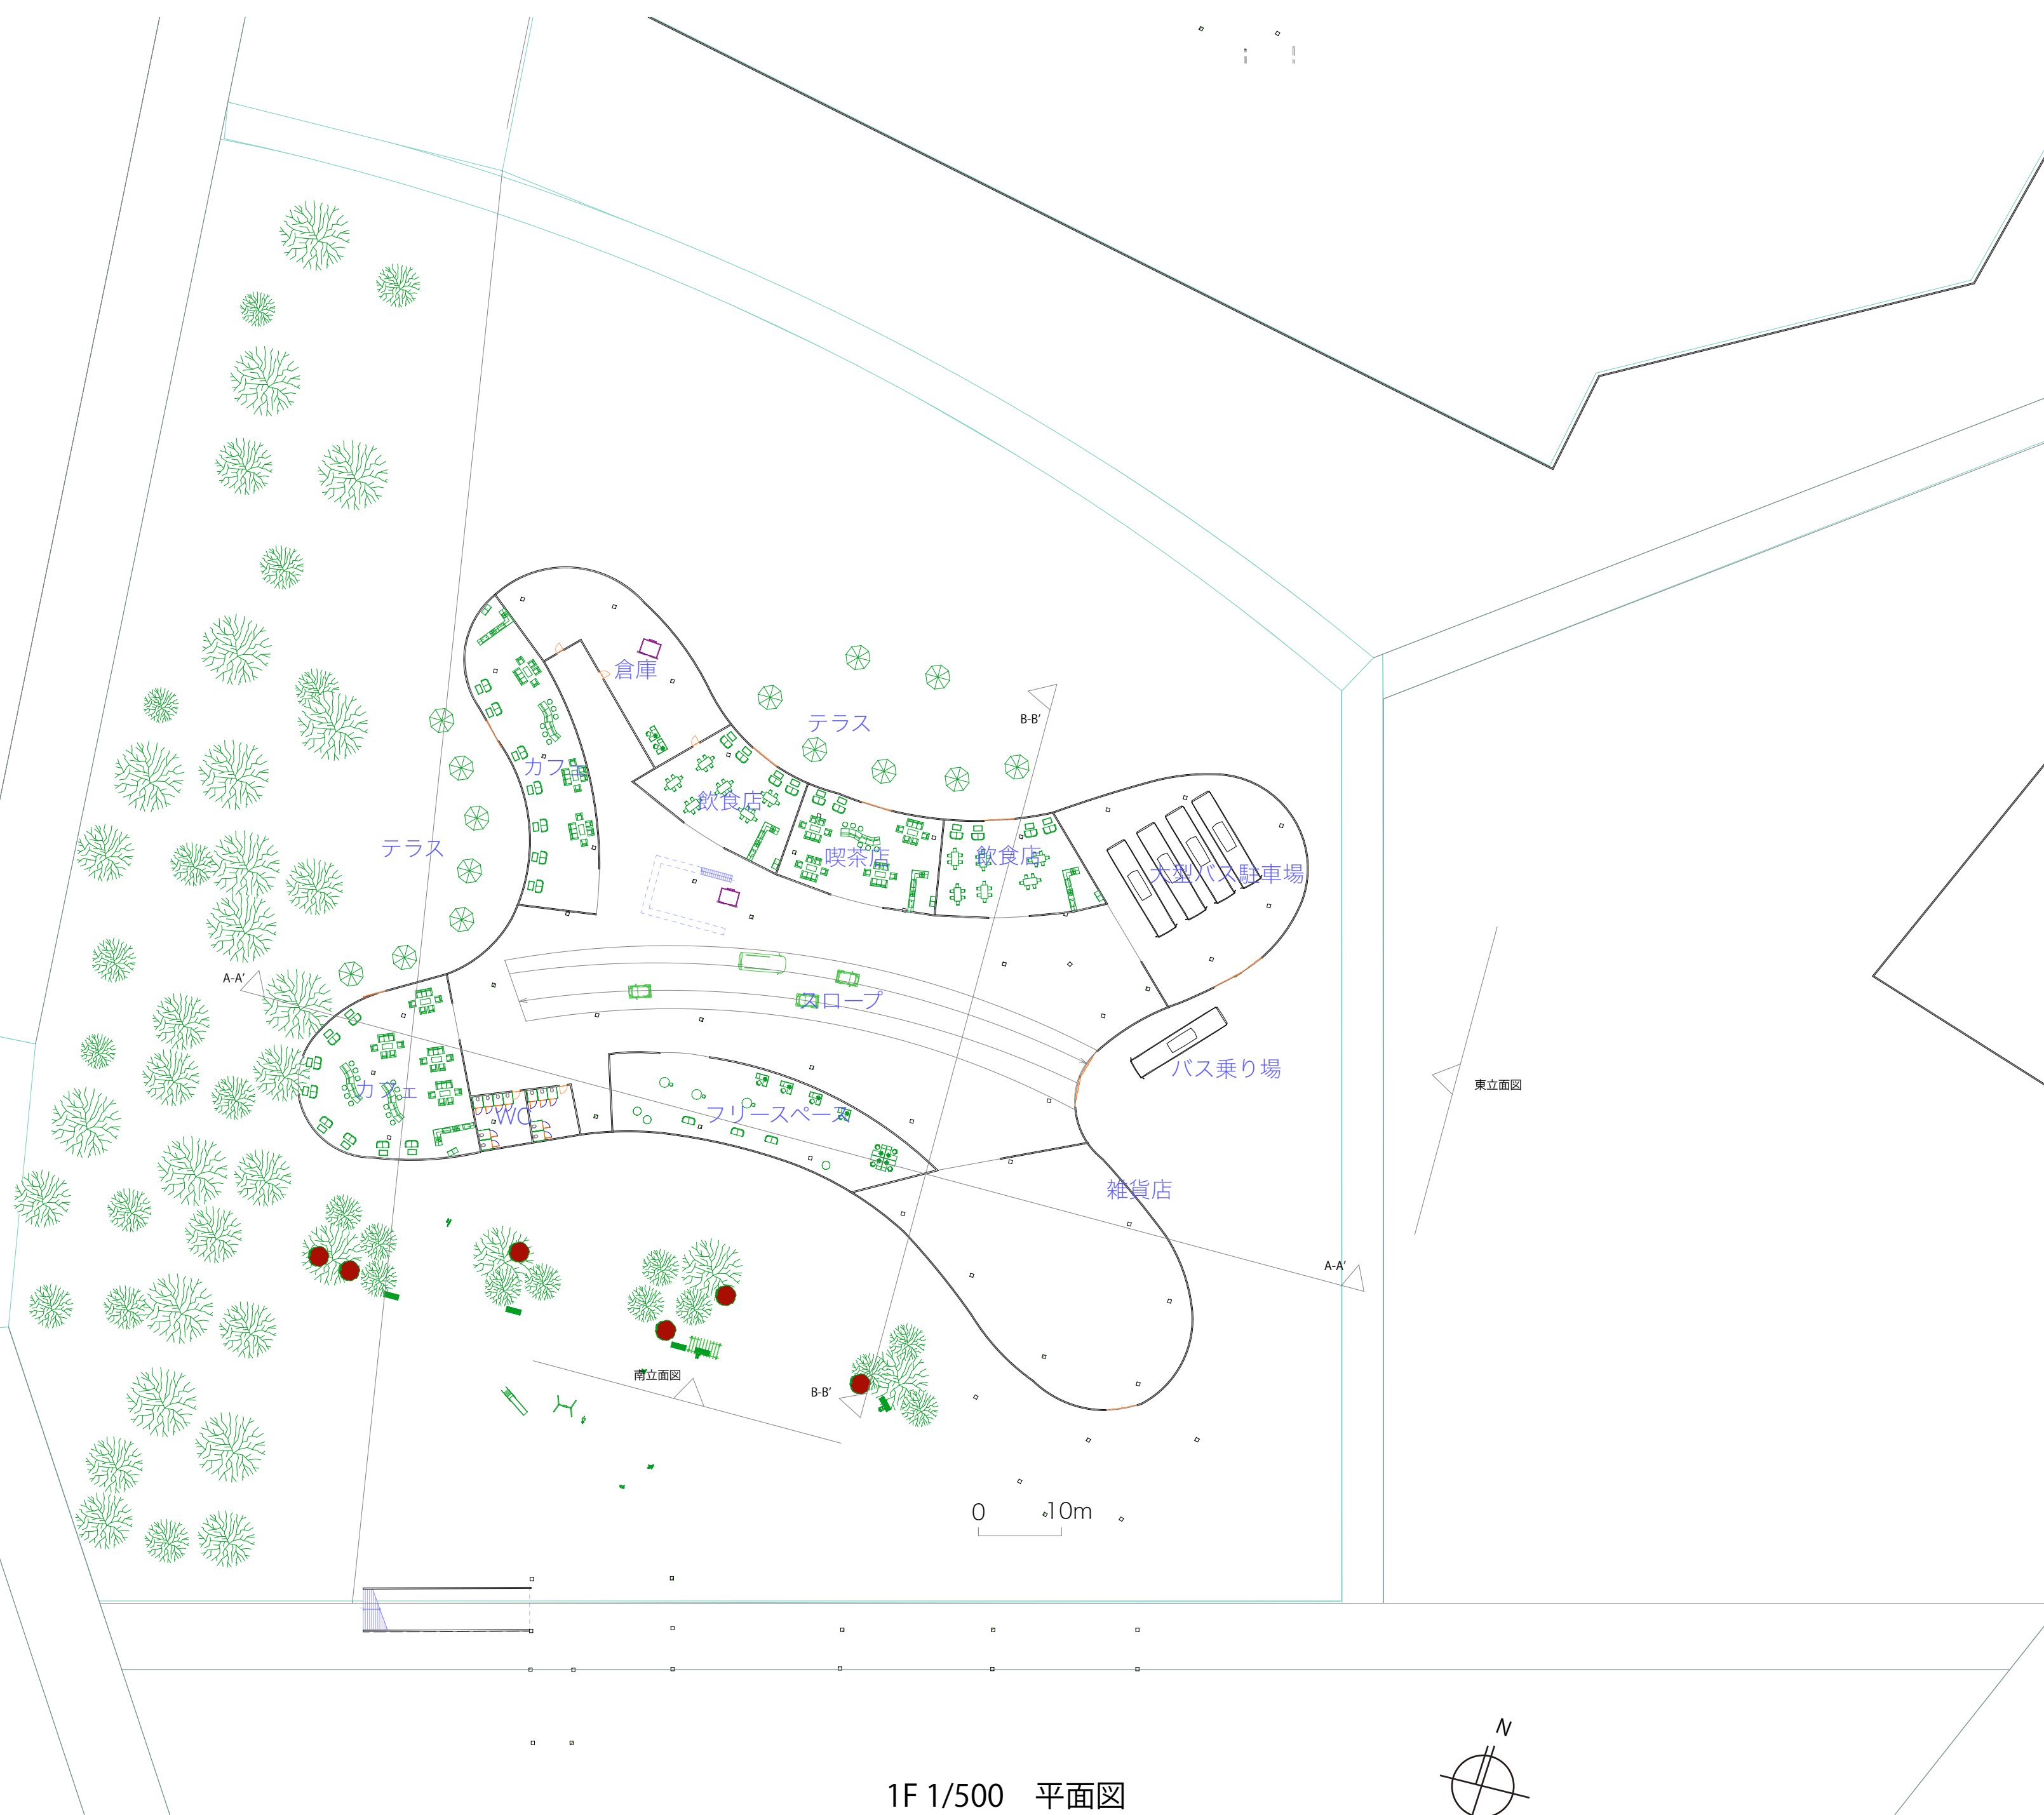 倉庫
テラス
B-B’
カフェ
飲食店
テラス
喫茶店
飲食店
大型バス駐車場
A-A’
スロープ
バス乗り場
東立面図
カフェ
WC
フリースペース
雑貨店
A-A’
南立面図
B-B’
0 10m
N
1F 1/500 平面図